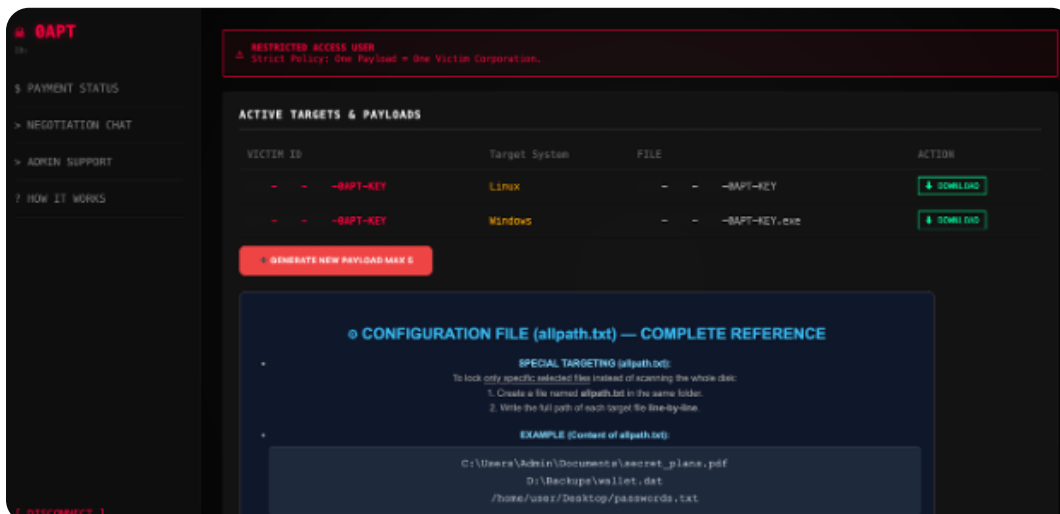 0APT
$ PAYMENT STATUS
> NEGOTIATION CHAT
> ADMIN SUPPORT
? HOW IT WORKS
[ DISCONNECT ]
⚠ RESTRICTED ACCESS USER
Strict Policy: One Payload = One Victim Corporation.
ACTIVE TARGETS & PAYLOADS
VICTIM ID Target System FILE ACTION
- - -0APT-KEY Linux - - -0APT-KEY DOWNLOAD
- - -0APT-KEY Windows - - -0APT-KEY.exe DOWNLOAD
+ GENERATE NEW PAYLOAD MAX 5
CONFIGURATION FILE (allpath.txt) — COMPLETE REFERENCE
SPECIAL TARGETING (allpath.txt):
To lock only specific selected files instead of scanning the whole disk:
1. Create a file named allpath.txt in the same folder.
2. Write the full path of each target file line-by-line.
EXAMPLE (Content of allpath.txt):
C:\Users\Admin\Documents\secret_plans.pdf
D:\Backups\wallet.dat
/home/user/Desktop/passwords.txt